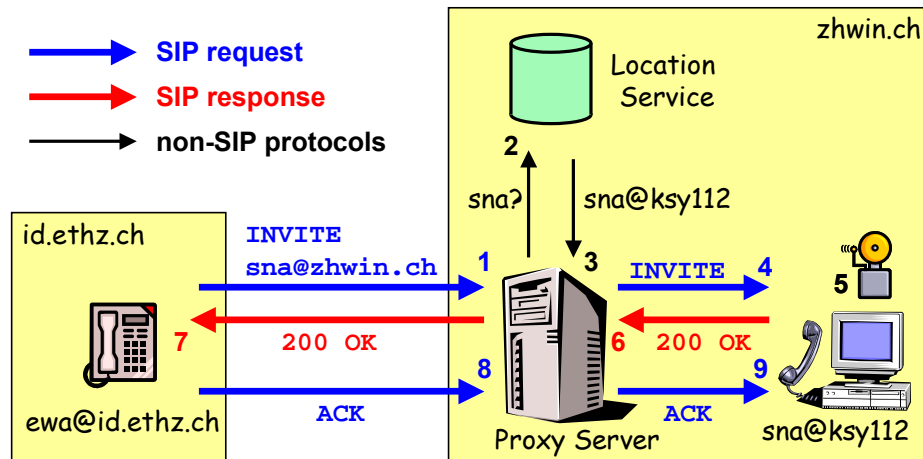 zhwin.ch
SIP request
SIP response
non-SIP protocols
Location
Service
2
sna?
sna@ksy112
3
id.ethz.ch
INVITE
sna@zhwin.ch
1
INVITE
4
5
7
200 OK
6
200 OK
8
9
ACK
ACK
ewa@id.ethz.ch
Proxy Server
sna@ksy112